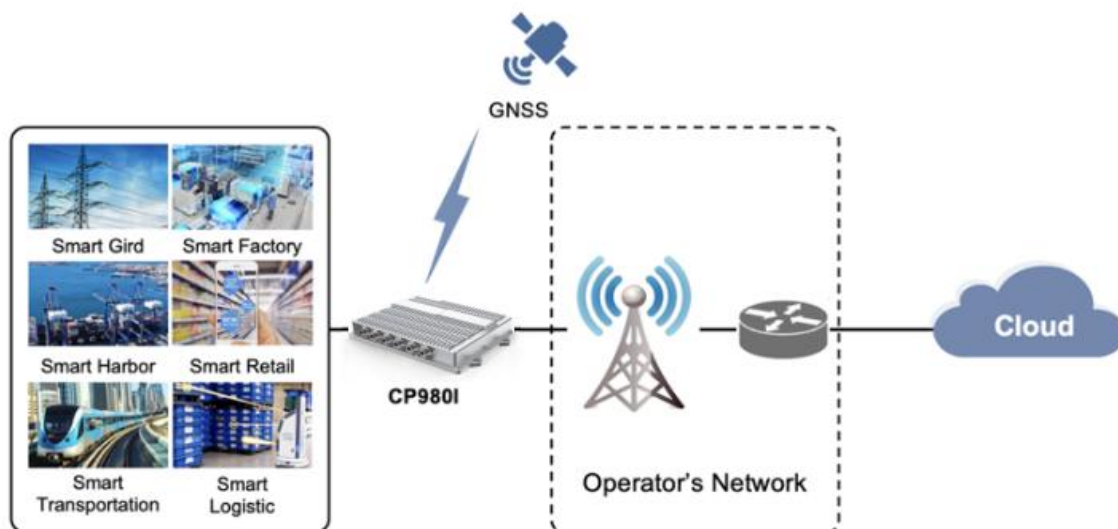 GNSS
Smart Gird
Smart Factory
Smart Harbor
Smart Retail
Smart
Transportation
Smart
Logistic
CP980I
Operator's Network
Cloud